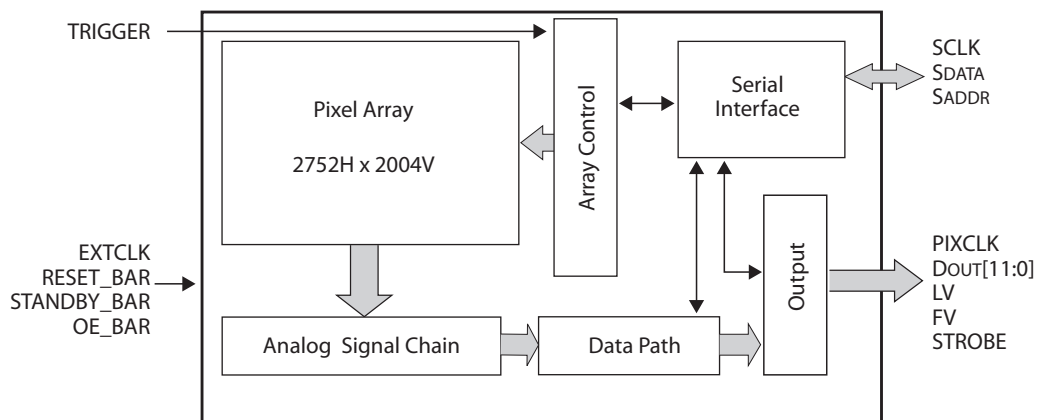 TRIGGER
Pixel Array
2752H x 2004V
Array Control
Serial
Interface
SCLK
SDATA
SADDR
EXTCLK
RESET_BAR
STANDBY_BAR
OE_BAR
Analog Signal Chain
Data Path
Output
PIXCLK
DOUT[11:0]
LV
FV
STROBE